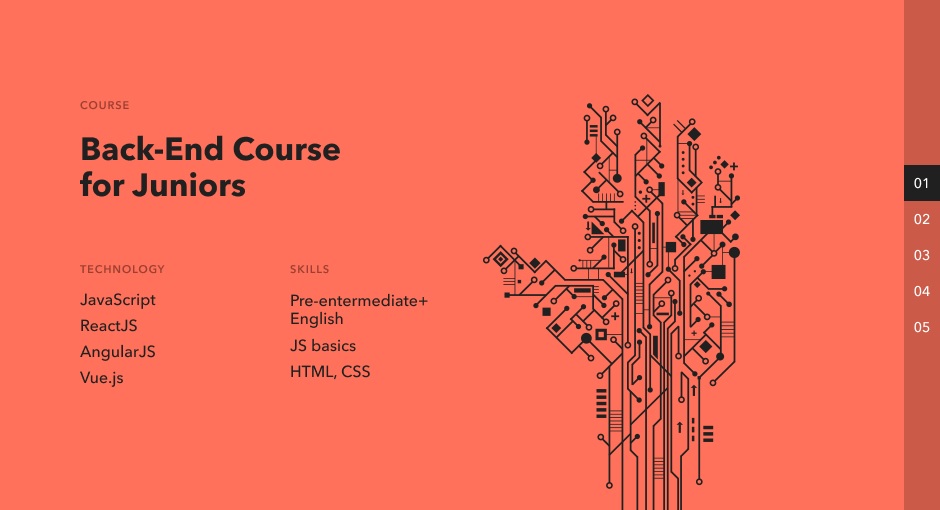 COURSE
Back-End Course
for Juniors
TECHNOLOGY
JavaScript
ReactJS
AngularJS
Vue.js
SKILLS
Pre-entermediate+
English
JS basics
HTML, CSS
01
02
03
04
05